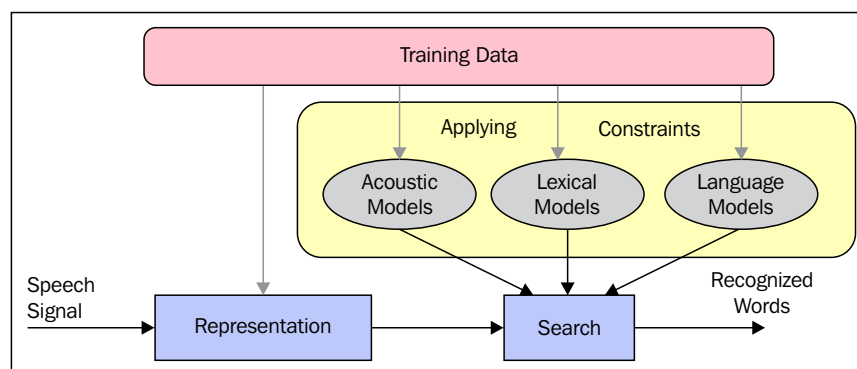 Training Data
Applying Constraints
Acoustic
Models
Lexical
Models
Language
Models
Speech
Signal
Representation
Search
Recognized
Words